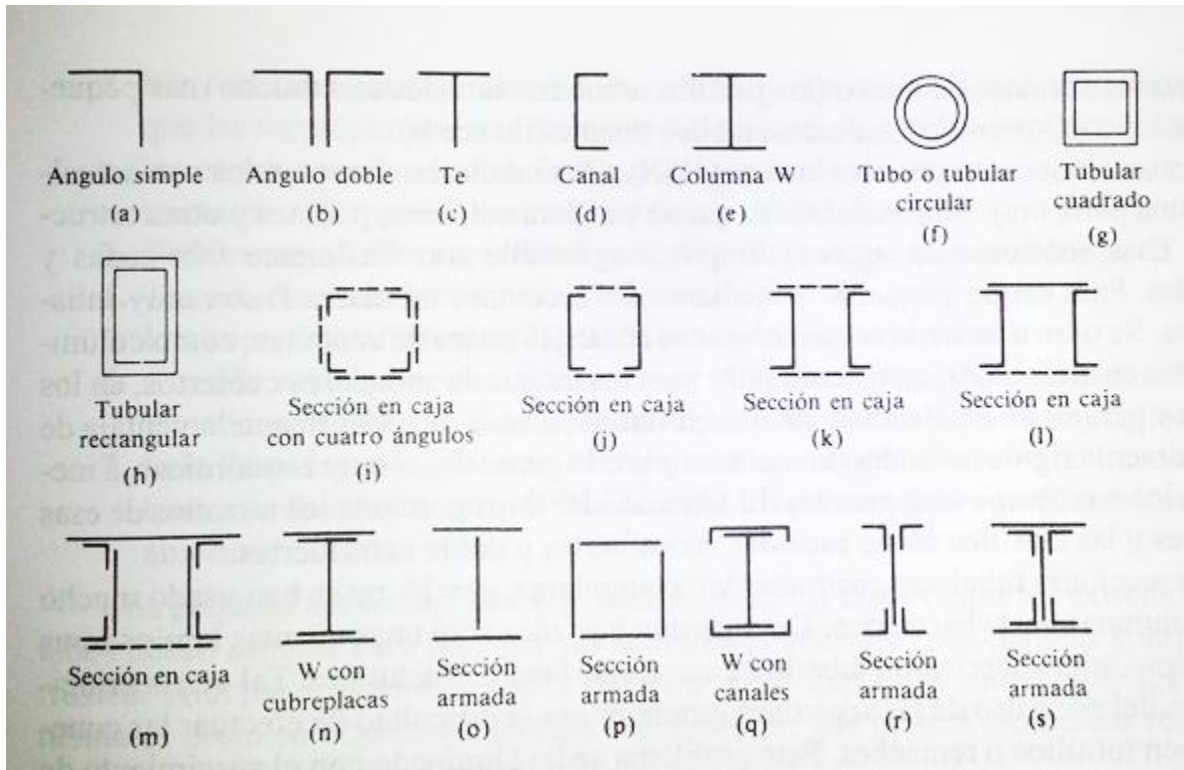 Angulo simple
(a)
Angulo doble
(b)
Te
(c)
Canal
(d)
Columna W
(e)
Tubo o tubular
circular
(f)
Tubular
cuadrado
(g)
Tubular
rectangular
(h)
Sección en caja
con cuatro ángulos
(i)
Sección en caja
(j)
Sección en caja
(k)
Sección en caja
(l)
Sección en caja
(m)
W con
cubreplacas
(n)
Sección
armada
(o)
Sección
armada
(p)
W con
canales
(q)
Sección
armada
(r)
Sección
armada
(s)